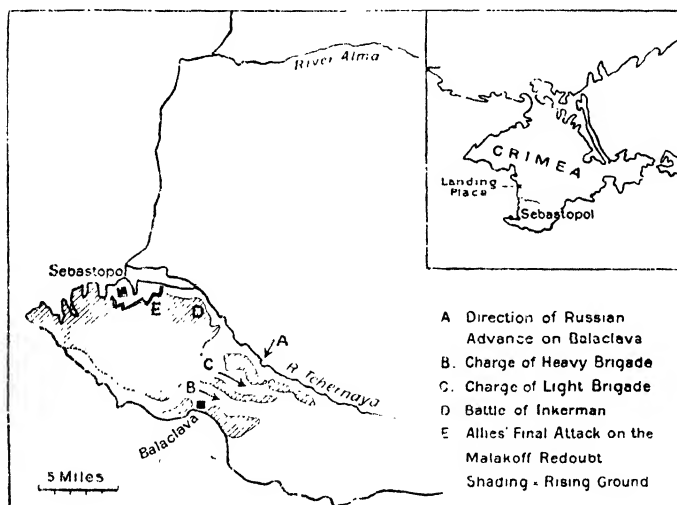 River Alma
CRIMEA
Landing
Place
Sebastopol
Sebastopo
M
E
D
A
R Tchernaya
C
B
Balaclava
5 Miles
A Direction of Russian
Advance on Balaclava
B. Charge of Heavy Brigade
C. Charge of Light Brigade
D Battle of Inkerman
E Allies' Final Attack on the
Malakoff Redoubt
Shading = Rising Ground